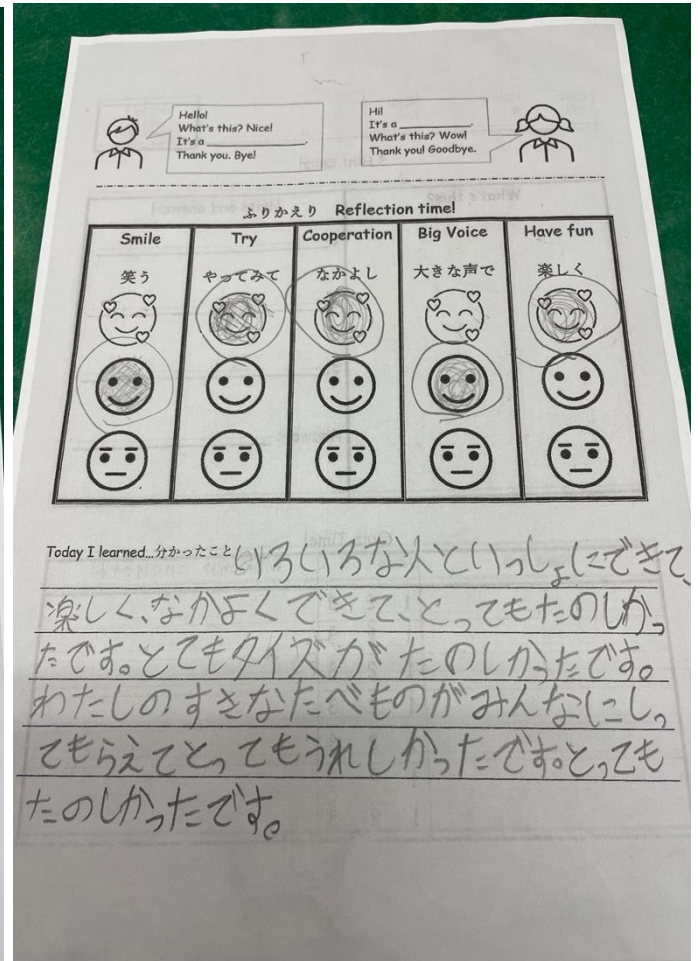 Hello!
What's this? Nice!
It's a ____________.
Thank you. Bye!
Hi!
It's a ____________.
What's this? Wow!
Thank you! Goodbye.
ふりかえり Reflection time!
Smile
Try
Cooperation
Big Voice
Have fun
笑う
やってみて
なかよし
大きな声で
楽しく
Today I learned...分かったこと いろいろな人といっしょにできて、
楽しく、なかよくできて、とってもたのしかっ
たです。とてもクイズがたのしかったです。
わたしのすきなたべものがみんなにしっ
てもらえてとってもうれしかったです。とっても
たのしかったです。